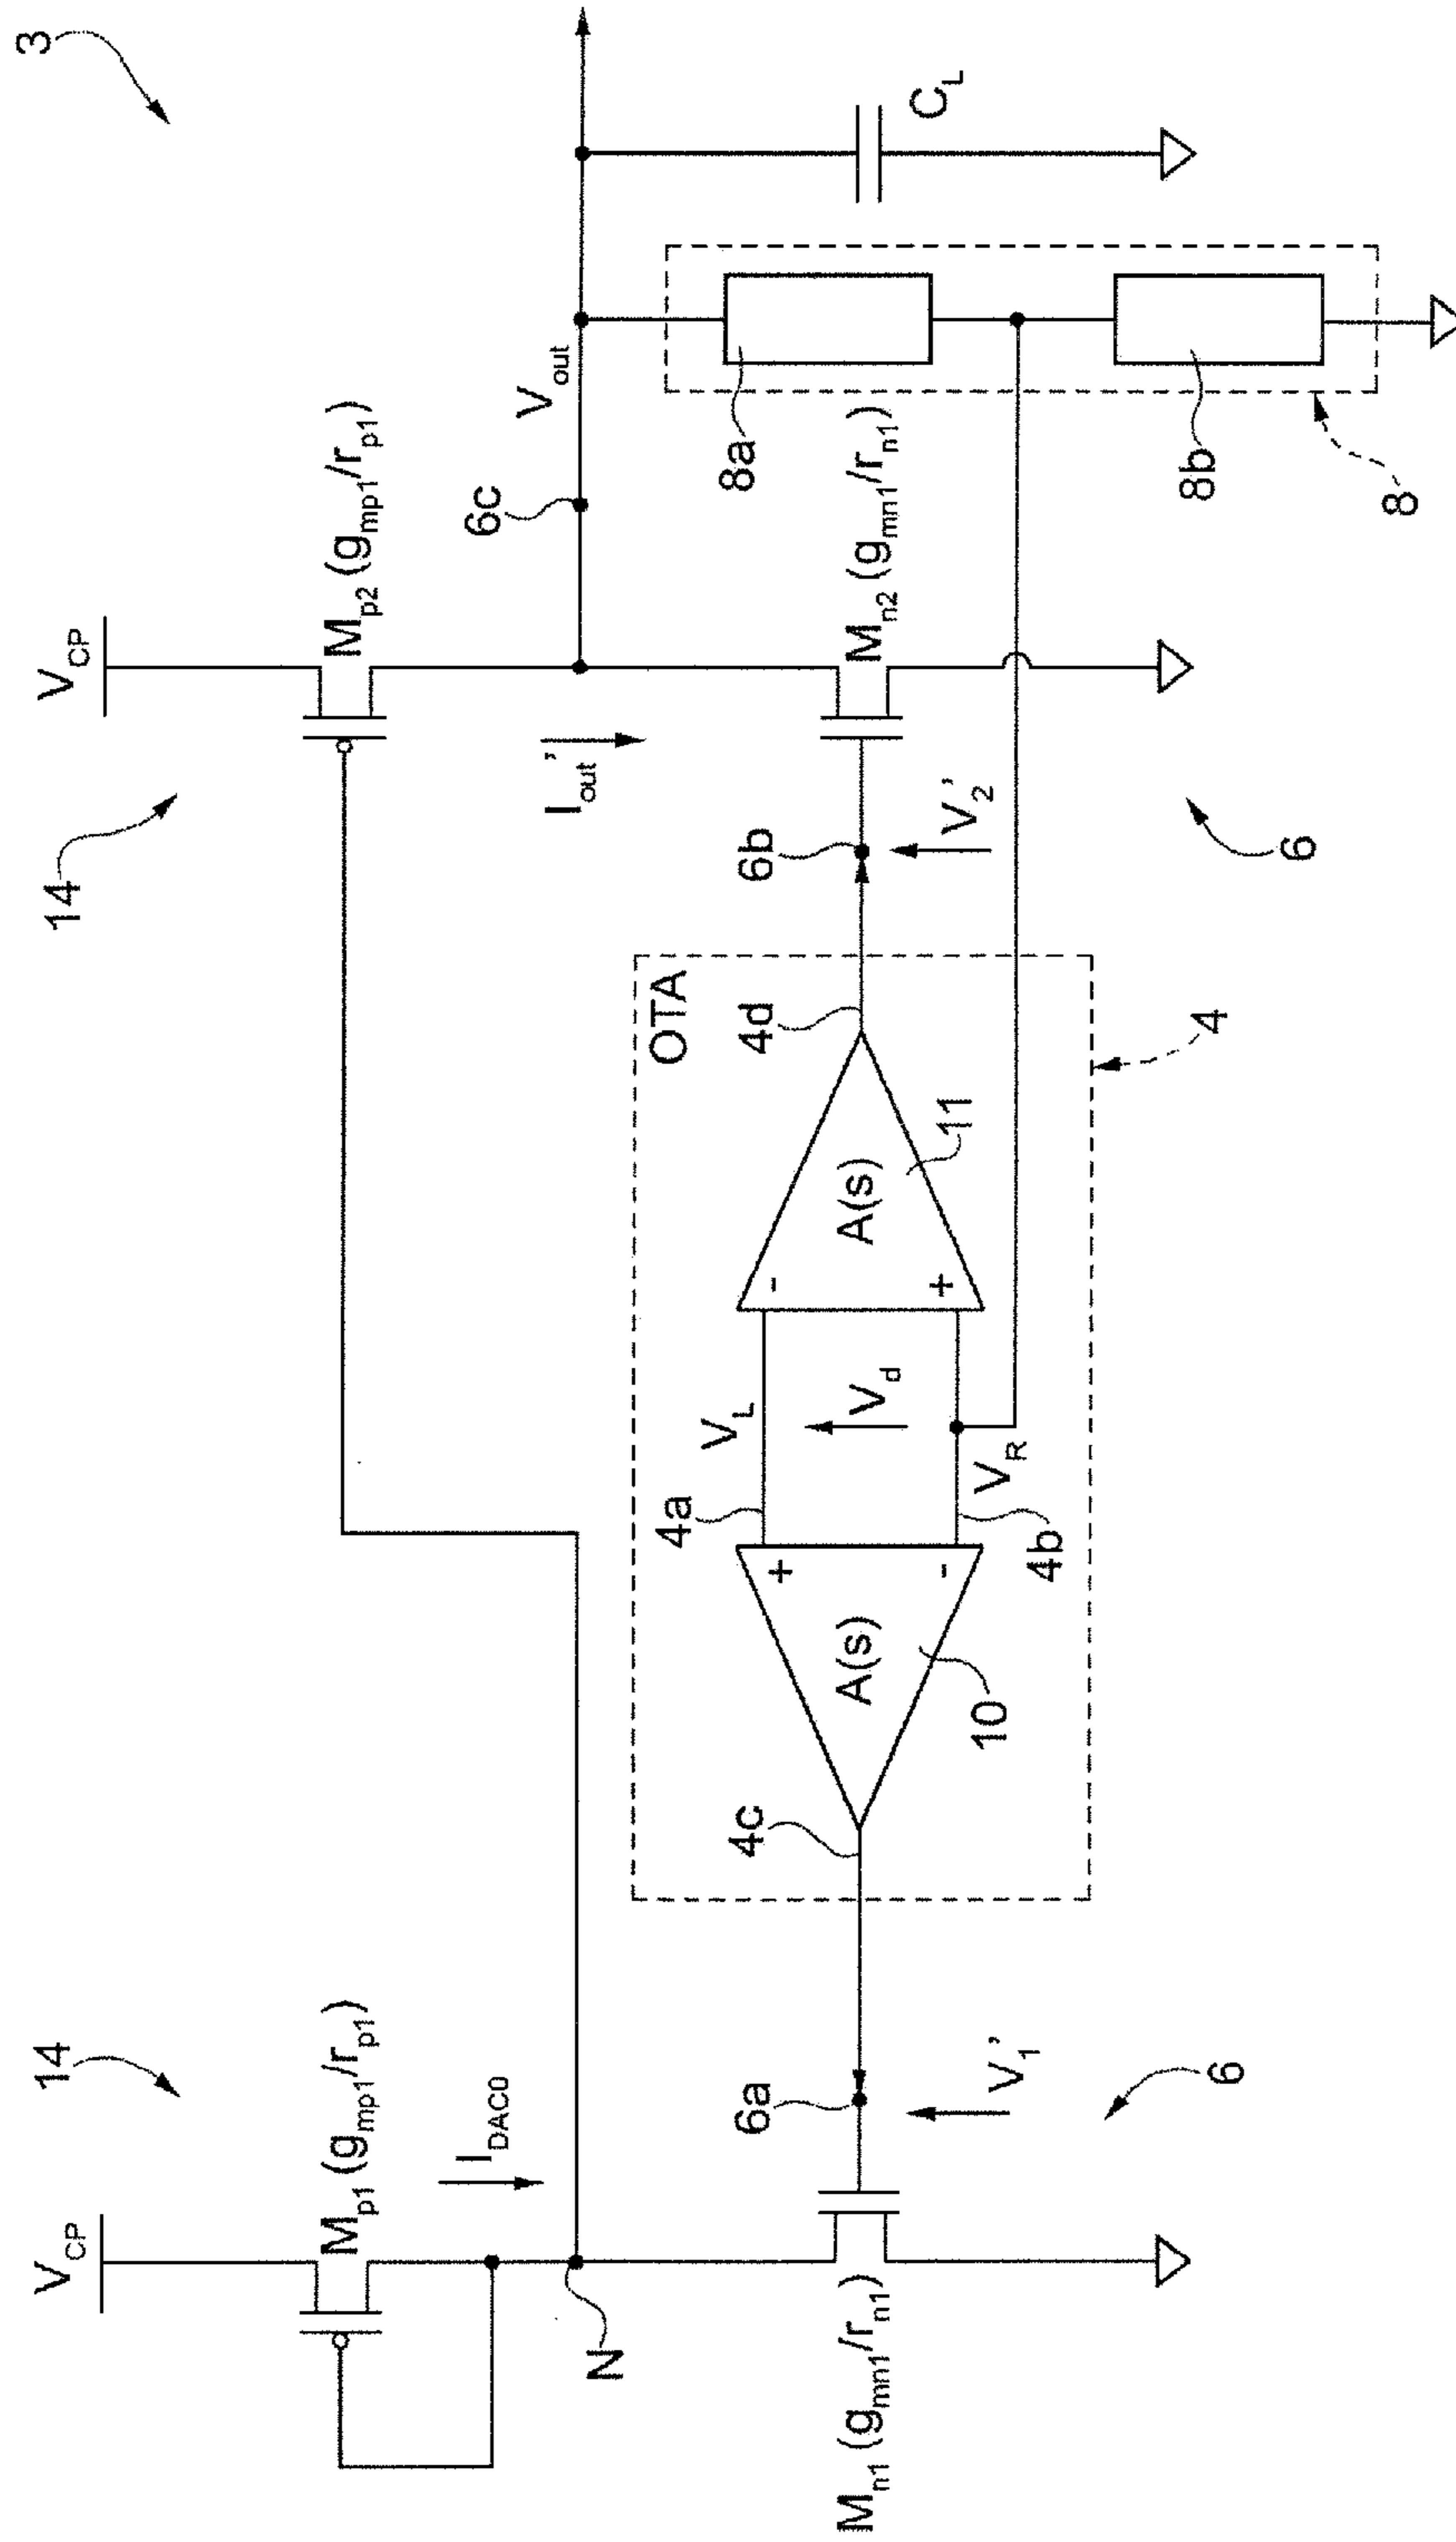 3
14
V_CP
M_p1 (g_mp1/r_p1)
I_DAC0
N
M_n1 (g_mn1/r_n1)
6a
V_1'
6
4c
OTA
A(s)
10
+
-
4a
V_L
V_d
V_R
4b
-
+
A(s)
11
4d
4
6b
V_2'
6
14
V_CP
M_p2 (g_mp1/r_p1)
I_out'
M_n2 (g_mn1/r_n1)
6c
V_out
8a
8b
8
C_L